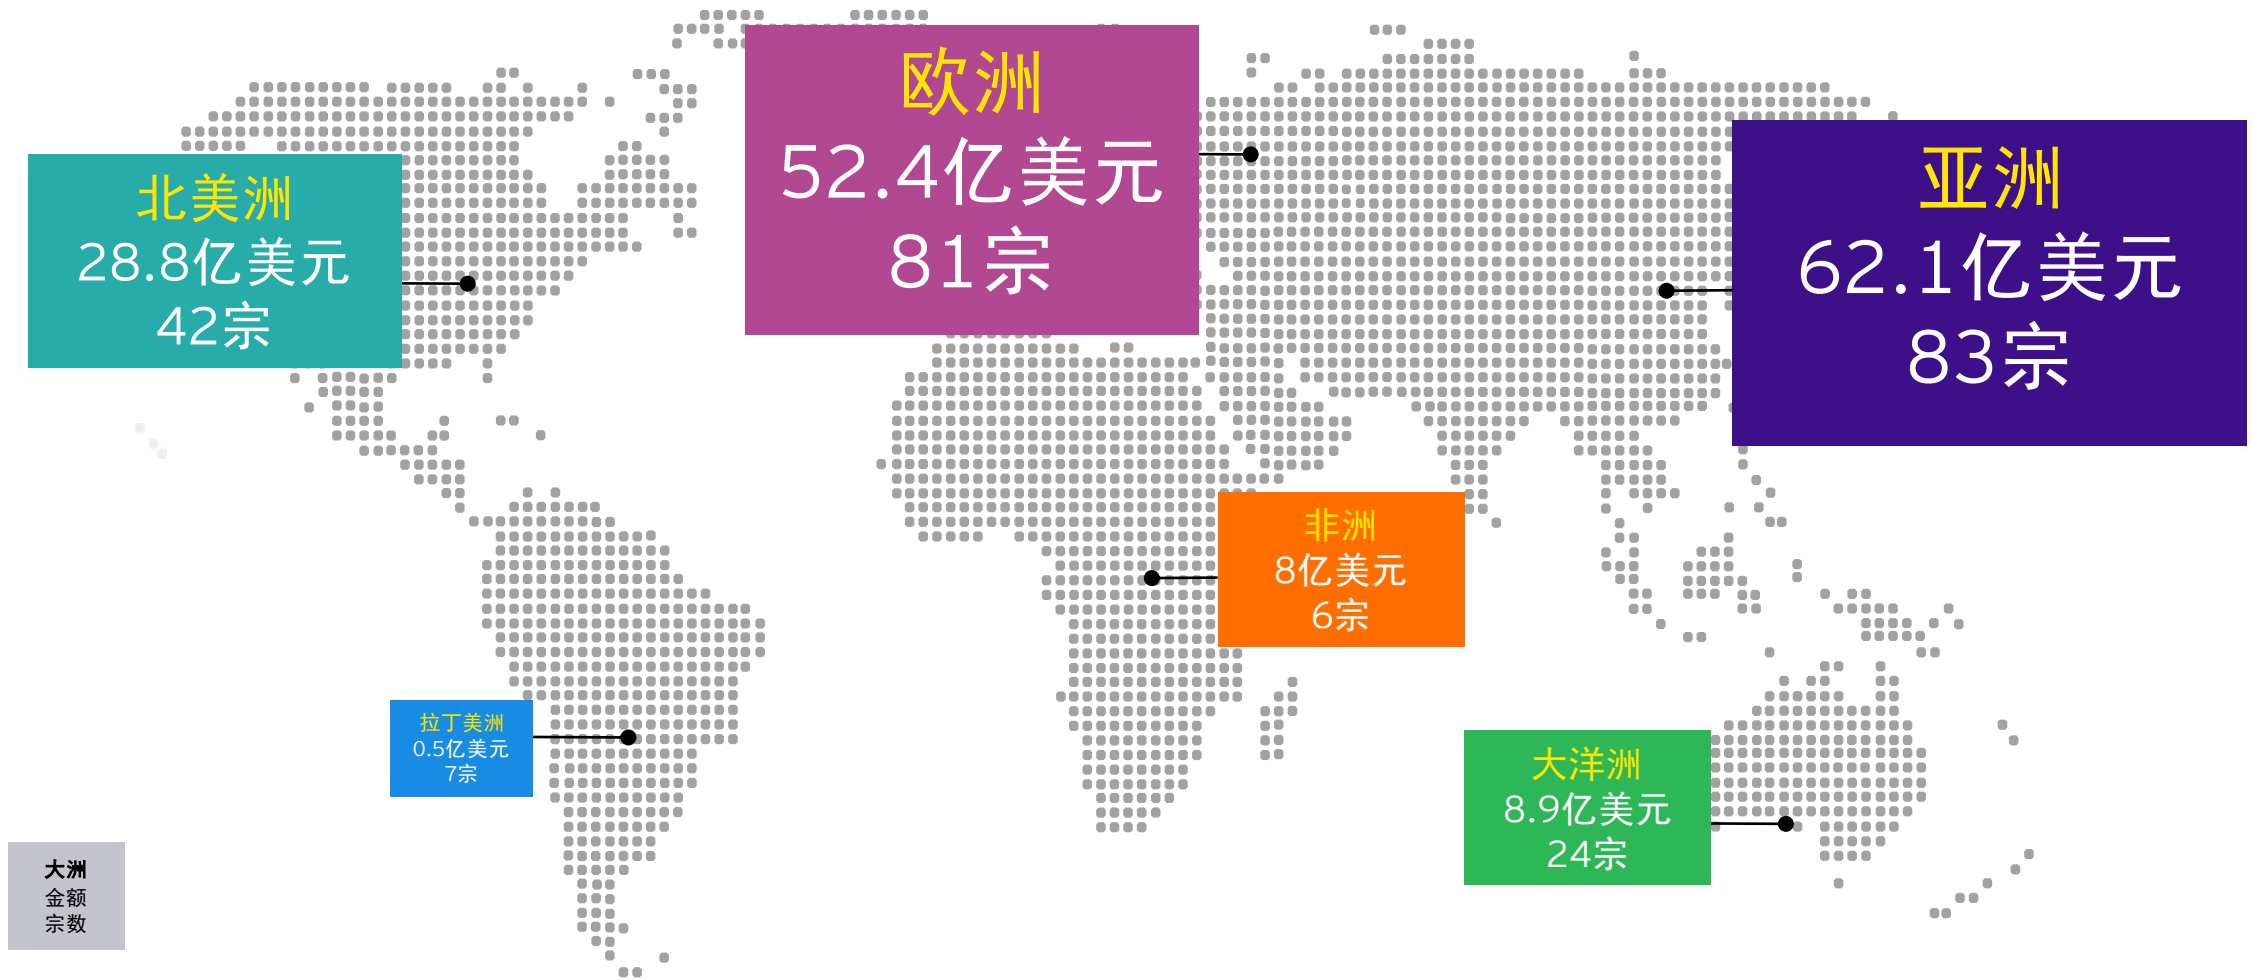 欧洲
52.4亿美元
81宗
亚洲
62.1亿美元
83宗
北美洲
28.8亿美元
42宗
非洲
8亿美元
6宗
拉丁美洲
0.5亿美元
7宗
大洋洲
8.9亿美元
24宗
大洲
金额
宗数